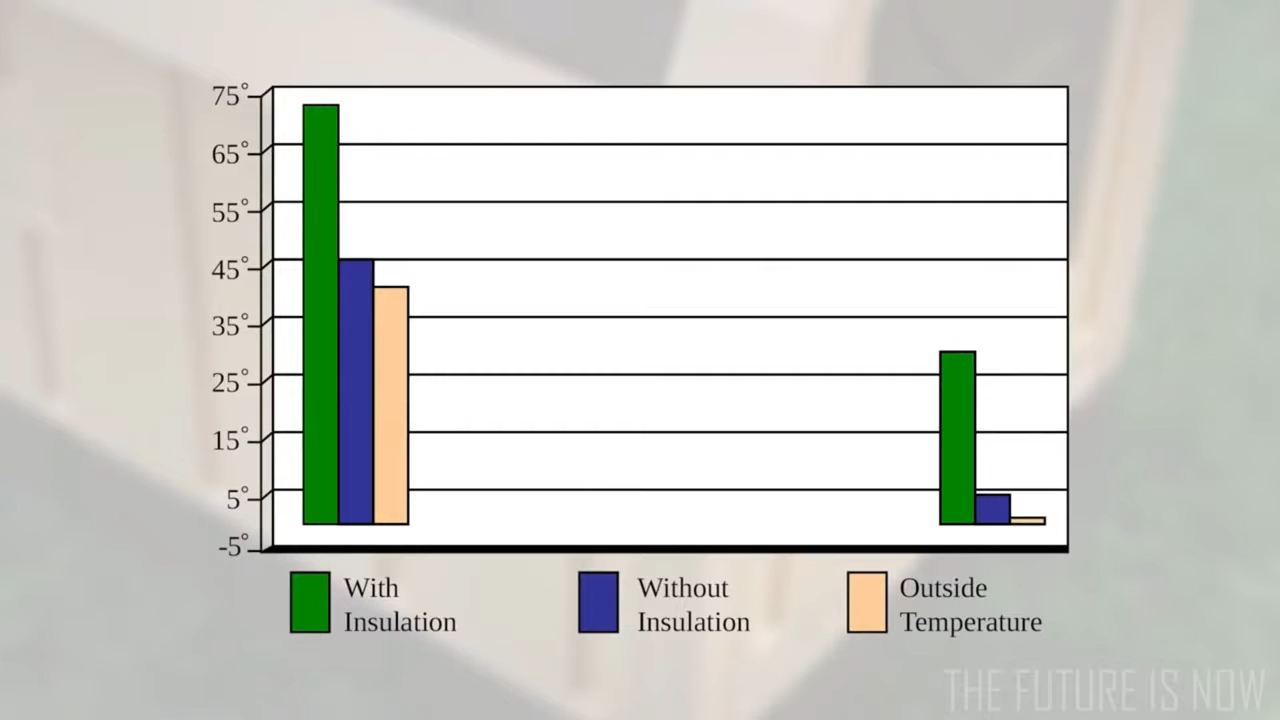 75°
65°
55°
45°
35°
25°
15°
5°
-5°
With
Insulation
Without
Insulation
Outside
Temperature
THE FUTURE IS NOW